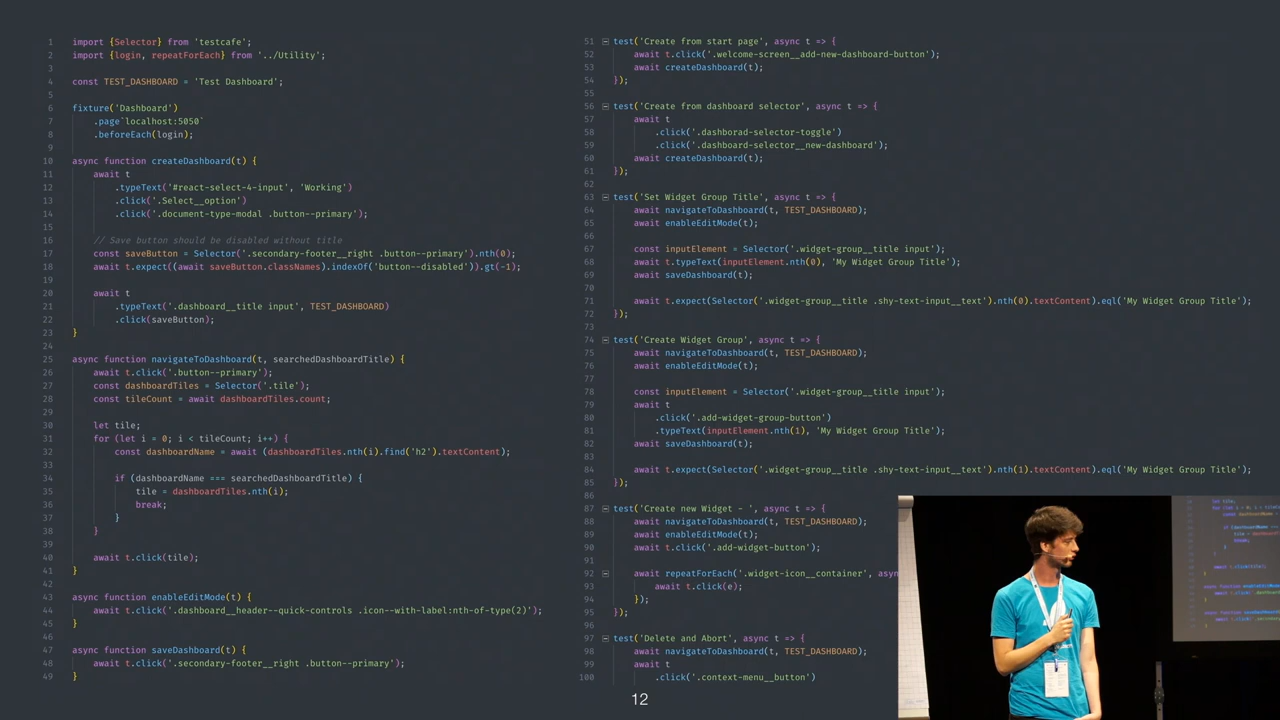 1 import {Selector} from 'testcafe';
2 import {login, repeatForEach} from '../Utility';
3
4 const TEST_DASHBOARD = 'Test Dashboard';
5
6 fixture('Dashboard')
7 .page`localhost:5050`
8 .beforeEach(login);
9
10 async function createDashboard(t) {
11 await t
12 .typeText('#react-select-4-input', 'Working')
13 .click('.Select__option')
14 .click('.document-type-modal .button--primary');
15
16 // Save button should be disabled without title
17 const saveButton = Selector('.secondary-footer__right .button--primary').nth(0);
18 await t.expect((await saveButton.classNames).indexOf('button--disabled')).gt(-1);
19
20 await t
21 .typeText('.dashboard__title input', TEST_DASHBOARD)
22 .click(saveButton);
23 }
24
25 async function navigateToDashboard(t, searchedDashboardTitle) {
26 await t.click('.button--primary');
27 const dashboardTiles = Selector('.tile');
28 const tileCount = await dashboardTiles.count;
29
30 let tile;
31 for (let i = 0; i < tileCount; i++) {
32 const dashboardName = await (dashboardTiles.nth(i).find('h2').textContent);
33
34 if (dashboardName === searchedDashboardTitle) {
35 tile = dashboardTiles.nth(i);
36 break;
37 }
38 }
39
40 await t.click(tile);
41 }
42
43 async function enableEditMode(t) {
44 await t.click('.dashboard__header--quick-controls .icon--with-label:nth-of-type(2)');
45 }
46
47 async function saveDashboard(t) {
48 await t.click('.secondary-footer__right .button--primary');
49 }
51 test('Create from start page', async t => {
52 await t.click('.welcome-screen__add-new-dashboard-button');
53 await createDashboard(t);
54 });
55
56 test('Create from dashboard selector', async t => {
57 await t
58 .click('.dashborad-selector-toggle')
59 .click('.dashboard-selector__new-dashboard');
60 await createDashboard(t);
61 });
62
63 test('Set Widget Group Title', async t => {
64 await navigateToDashboard(t, TEST_DASHBOARD);
65 await enableEditMode(t);
66
67 const inputElement = Selector('.widget-group__title input');
68 await t.typeText(inputElement.nth(0), 'My Widget Group Title');
69 await saveDashboard(t);
70
71 await t.expect(Selector('.widget-group__title .shy-text-input__text').nth(0).textContent).eql('My Widget Group Title');
72 });
73
74 test('Create Widget Group', async t => {
75 await navigateToDashboard(t, TEST_DASHBOARD);
76 await enableEditMode(t);
77
78 const inputElement = Selector('.widget-group__title input');
79 await t
80 .click('.add-widget-group-button')
81 .typeText(inputElement.nth(1), 'My Widget Group Title');
82 await saveDashboard(t);
83
84 await t.expect(Selector('.widget-group__title .shy-text-input__text').nth(1).textContent).eql('My Widget Group Title');
85 });
86
87 test('Create new Widget - ', async t => {
88 await navigateToDashboard(t, TEST_DASHBOARD);
89 await enableEditMode(t);
90 await t.click('.add-widget-button');
91
92 await repeatForEach('.widget-icon__container', asyn
93 await t.click(e);
94 });
95 });
96
97 test('Delete and Abort', async t => {
98 await navigateToDashboard(t, TEST_DASHBOARD);
99 await t
100 .click('.context-menu__button')
12